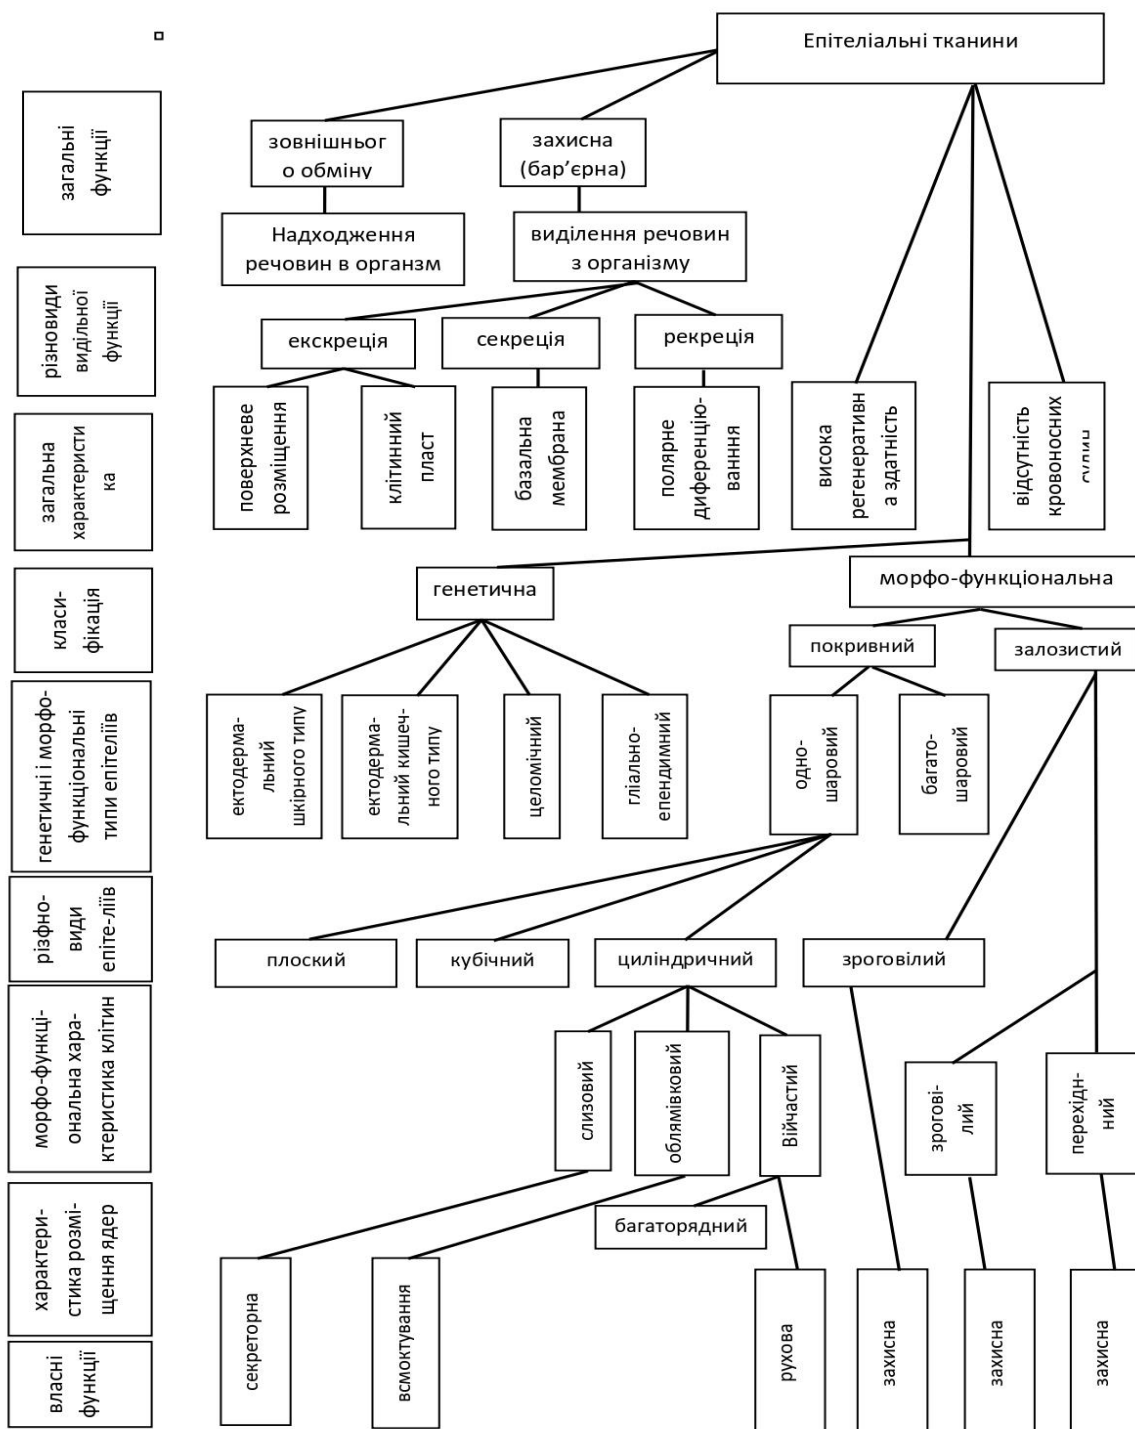 Епітеліальні тканини
загальні
функції
зовнішньог
о обміну
захисна
(бар’єрна)
Надходження
речовин в органзм
виділення речовин
з організму
різновиди
видільної
функції
екскреція
секреція
рекреція
загальна
характеристи
ка
поверхневе
розміщення
клітинний
пласт
базальна
мембрана
полярне
диференцію-
ванння
висока
регенеративн
а здатність
відсутність
кровоносних
судин
класи-
фікація
генетична
морфо-функціональна
покривний
залозистий
генетичні і морфо-
функціональні
типи епітеліїв
ектодерма-
льний
шкірного типу
ектодерма-
льний кишеч-
ного типу
целомічний
гліально-
епендимний
одно-
шаровий
багато-
шаровий
різфно-
види
епіте-ліїв
плоский
кубічний
циліндричний
зроговілий
морфо-функці-
ональна хара-
ктеристика клітин
слизовий
облямівковий
Війчастий
зрогові-
лий
перехідн-
ний
характери-
стика розмі-
щення ядер
багаторядний
власні
функції
секреторна
всмоктування
рухова
захисна
захисна
захисна